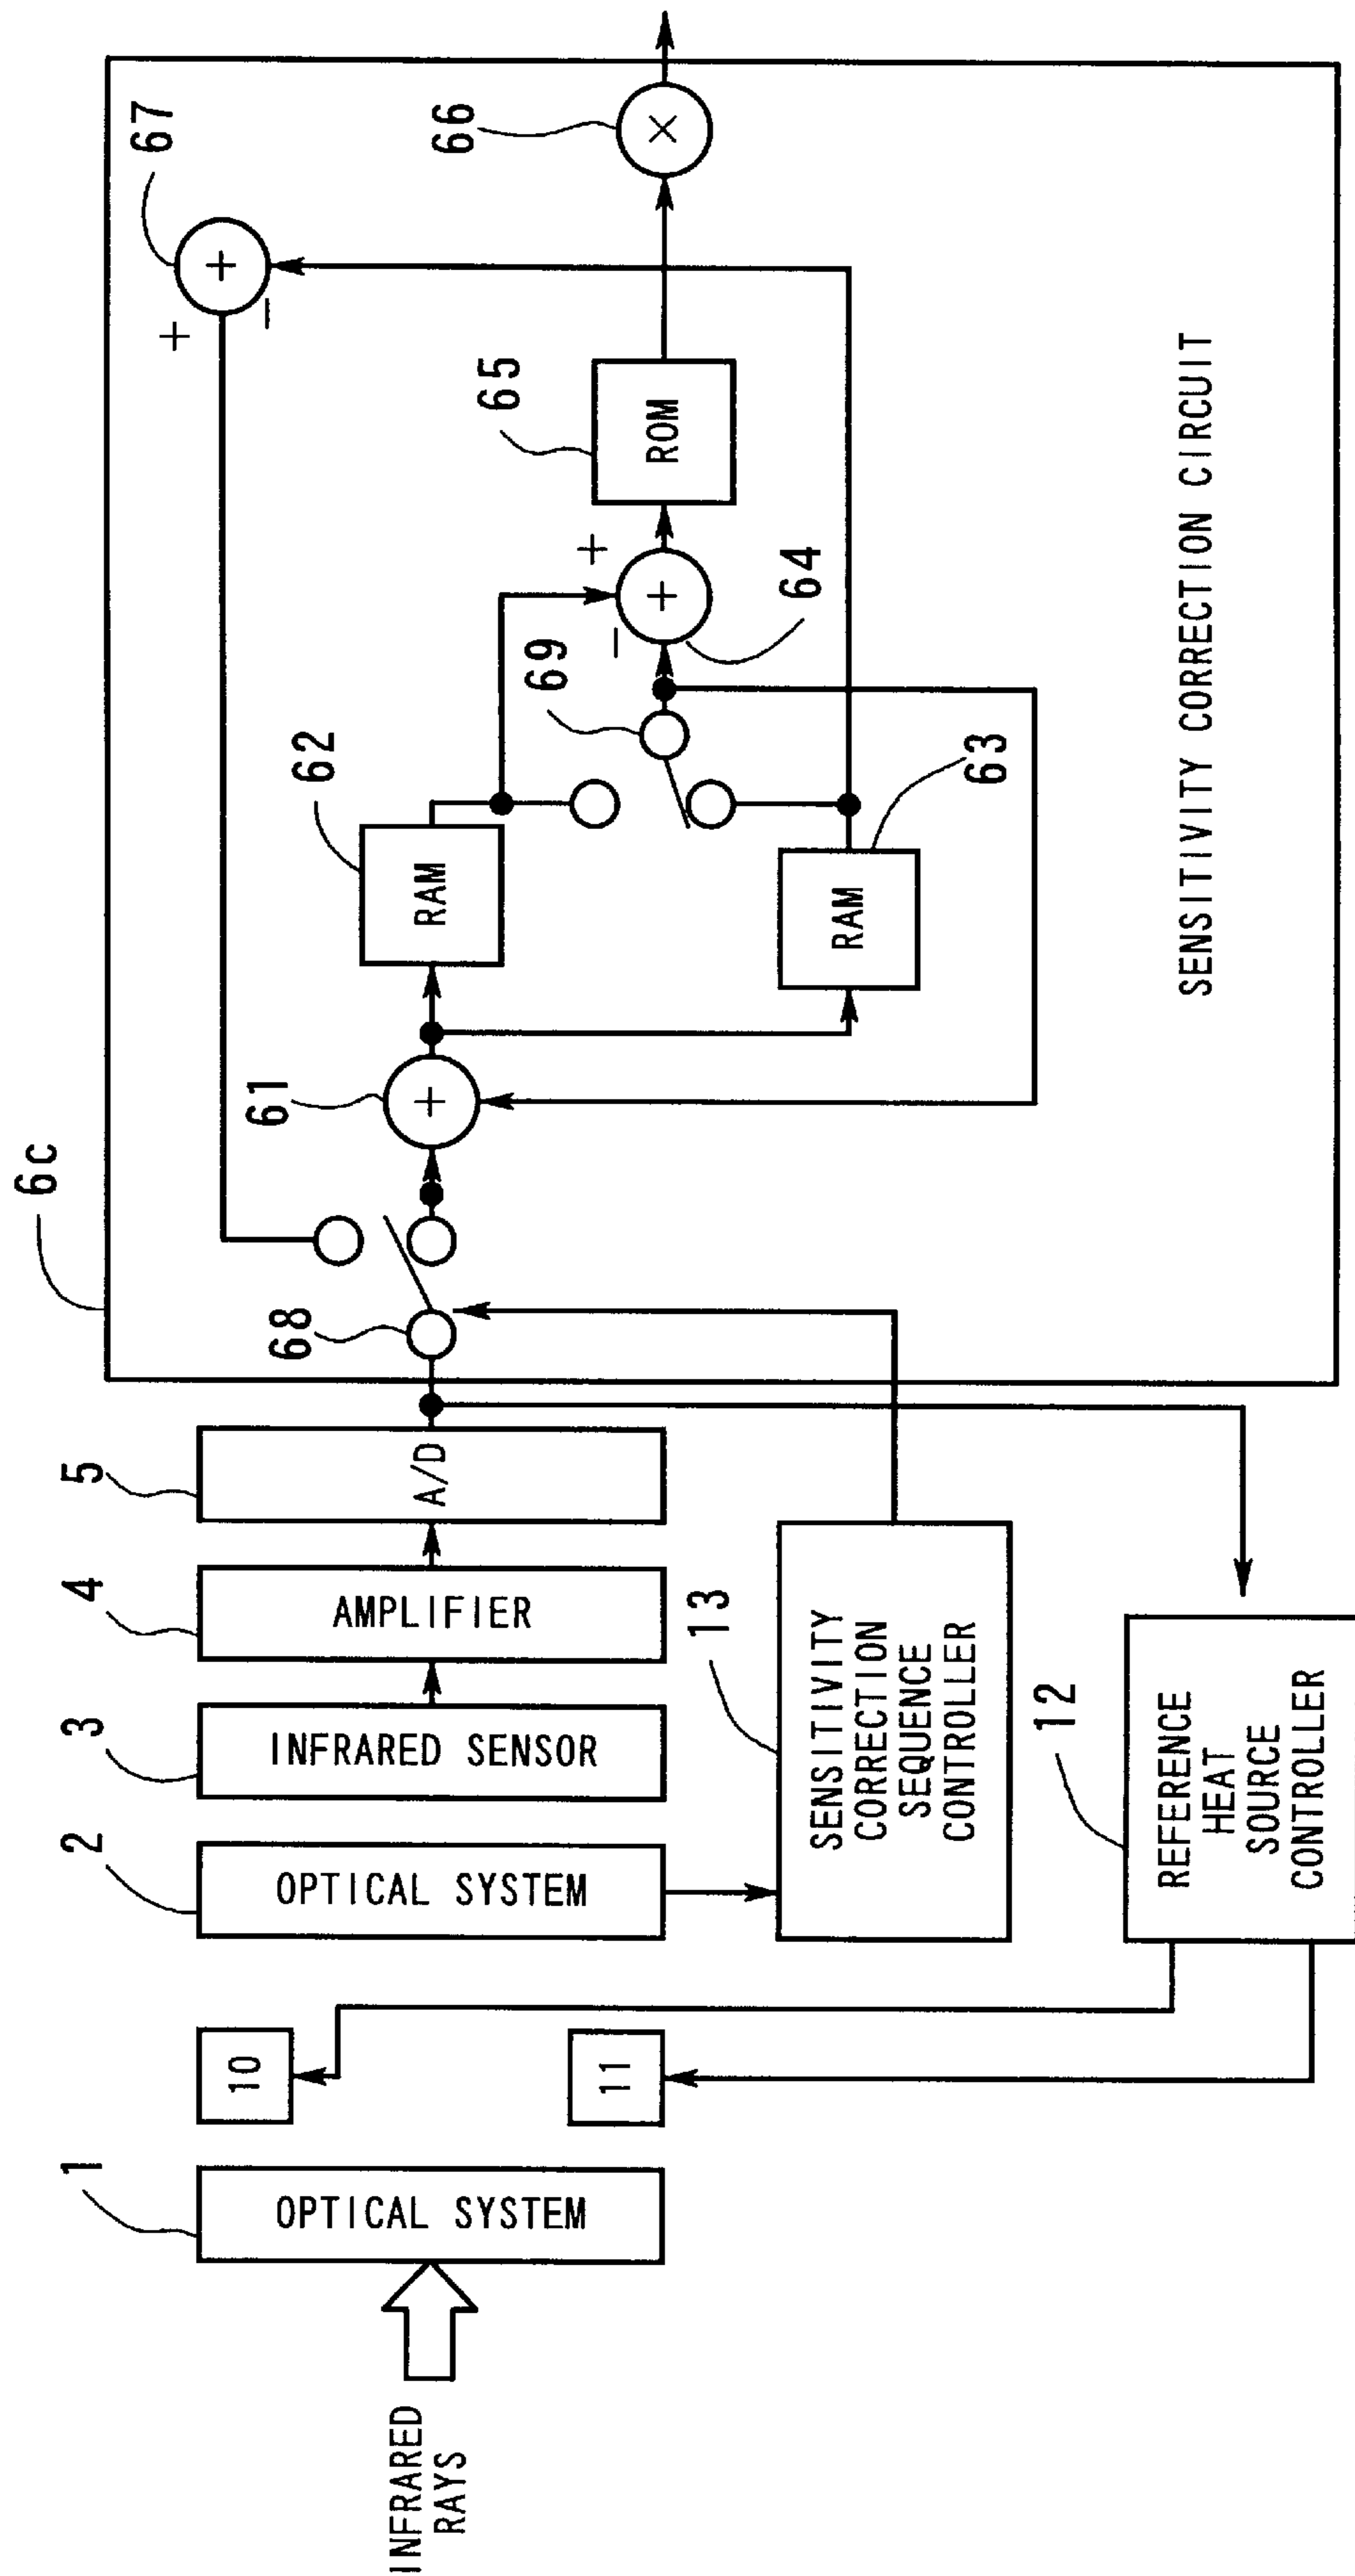 INFRARED
RAYS
1
OPTICAL SYSTEM
10
11
2
OPTICAL SYSTEM
3
INFRARED SENSOR
4
AMPLIFIER
5
A/D
13
SENSITIVITY
CORRECTION
SEQUENCE
CONTROLLER
12
REFERENCE
HEAT
SOURCE
CONTROLLER
6c
68
61
+
62
RAM
63
RAM
69
64
+
+
−
65
ROM
67
+
+
−
66
×
SENSITIVITY CORRECTION CIRCUIT